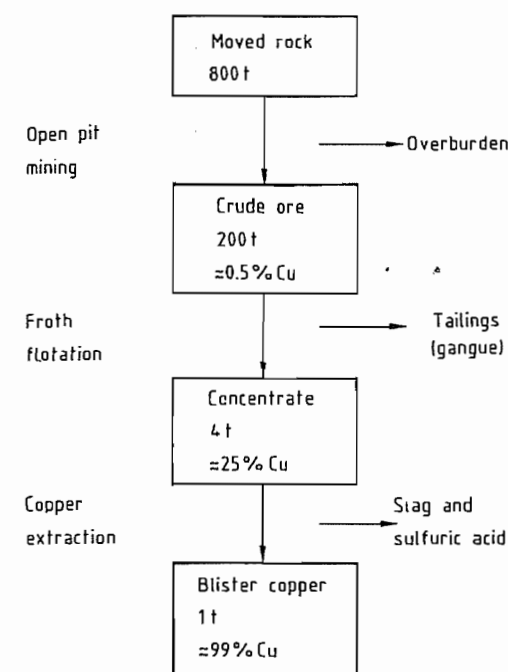 Moved rock
800 t
Open pit
mining
Overburden
Crude ore
200 t
≈0.5% Cu
Froth
flotation
Tailings
(gangue)
Concentrate
4 t
≈25% Cu
Copper
extraction
Slag and
sulfuric acid
Blister copper
1 t
≈99% Cu